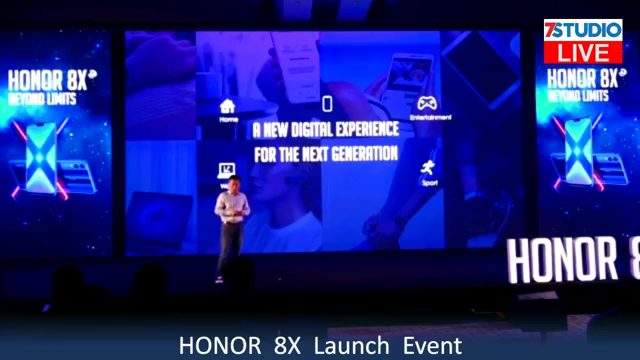 7STUDIO
LIVE
HONOR 8X
BEYOND LIMITS
HONOR 8X
BEYOND LIMITS
Home
Entertainment
A NEW DIGITAL EXPERIENCE
FOR THE NEXT GENERATION
Sport
HONOR 8
HONOR 8X Launch Event